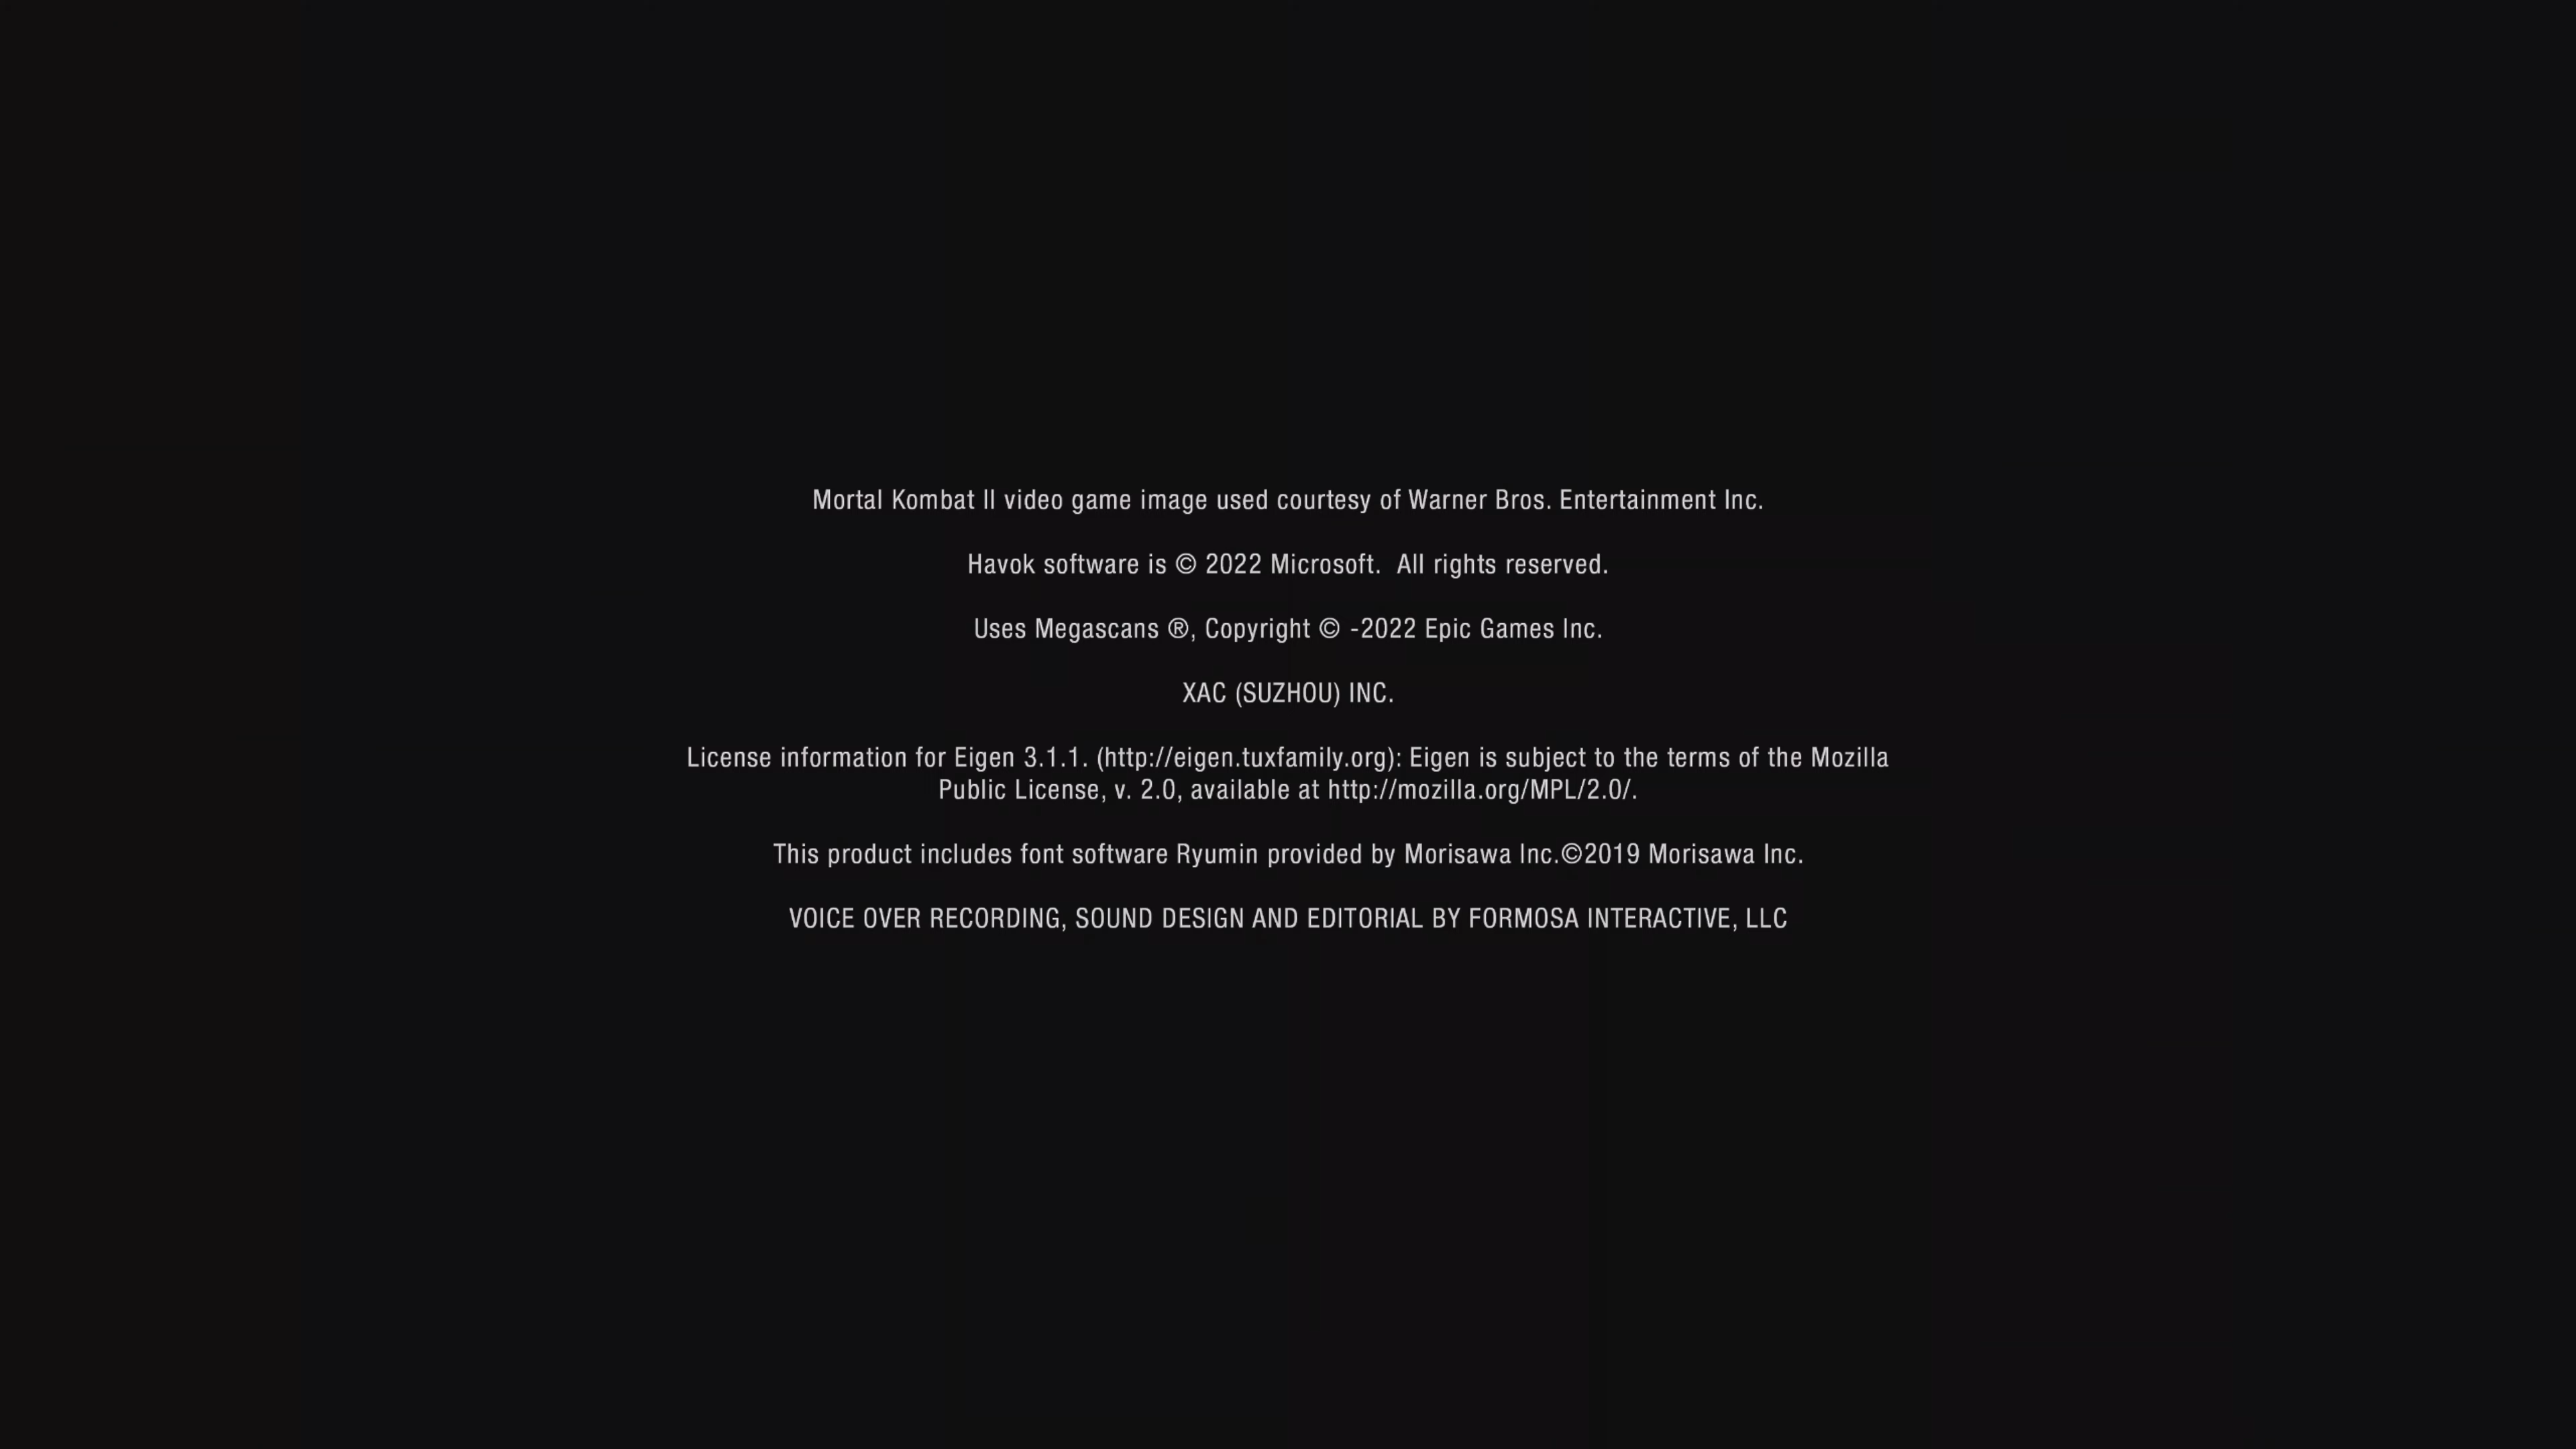 Mortal Kombat II video game image used courtesy of Warner Bros. Entertainment Inc.
Havok software is © 2022 Microsoft.  All rights reserved.
Uses Megascans ®, Copyright © -2022 Epic Games Inc.
XAC (SUZHOU) INC.
License information for Eigen 3.1.1. (http://eigen.tuxfamily.org): Eigen is subject to the terms of the Mozilla
Public License, v. 2.0, available at http://mozilla.org/MPL/2.0/.
This product includes font software Ryumin provided by Morisawa Inc.©2019 Morisawa Inc.
VOICE OVER RECORDING, SOUND DESIGN AND EDITORIAL BY FORMOSA INTERACTIVE, LLC